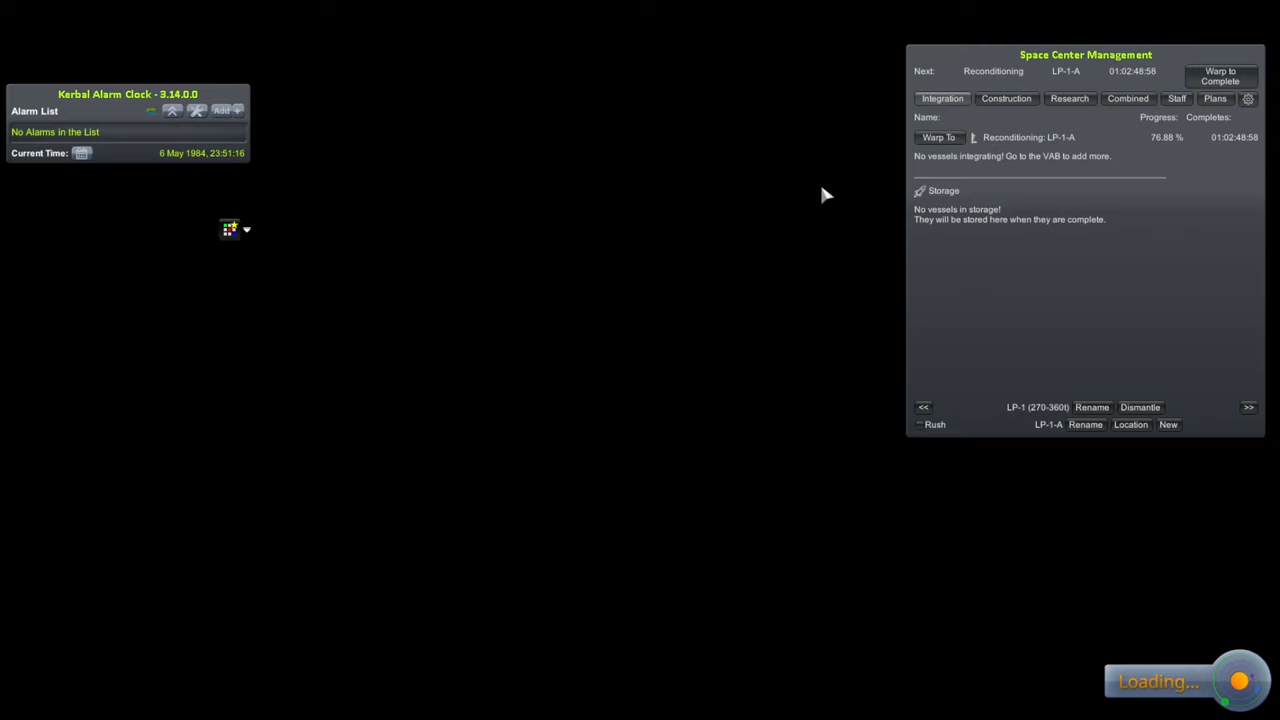 Kerbal Alarm Clock - 3.14.0.0
Alarm List Add +
No Alarms in the List
Current Time: 6 May 1984, 23:51:16
Space Center Management
Next: Reconditioning LP-1-A 01:02:48:58 Warp to Complete
Integration Construction Research Combined Staff Plans
Name: Progress: Completes:
Warp To Reconditioning: LP-1-A 76.88 % 01:02:48:58
No vessels integrating! Go to the VAB to add more.
Storage
No vessels in storage!
They will be stored here when they are complete.
<< LP-1 (270-360t) Rename Dismantle >>
Rush LP-1-A Rename Location New
Loading...